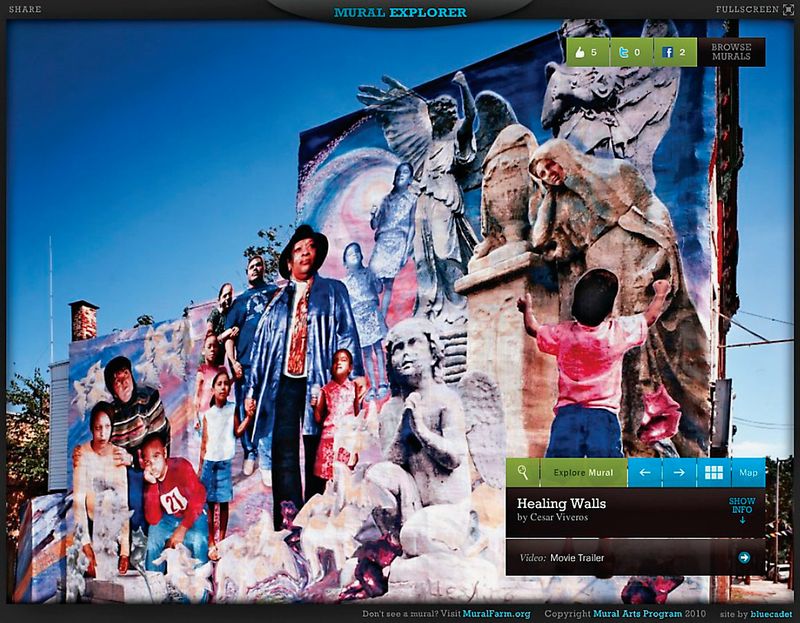 SHARE
MURAL EXPLORER
FULLSCREEN
5
0
2
BROWSE
MURALS
21
Explore Mural
Map
Healing Walls
by Cesar Viveros
SHOW
INFO
Video: Movie Trailer
Don't see a mural? Visit MuralFarm.org
Copyright Mural Arts Program 2010
site by bluecadet